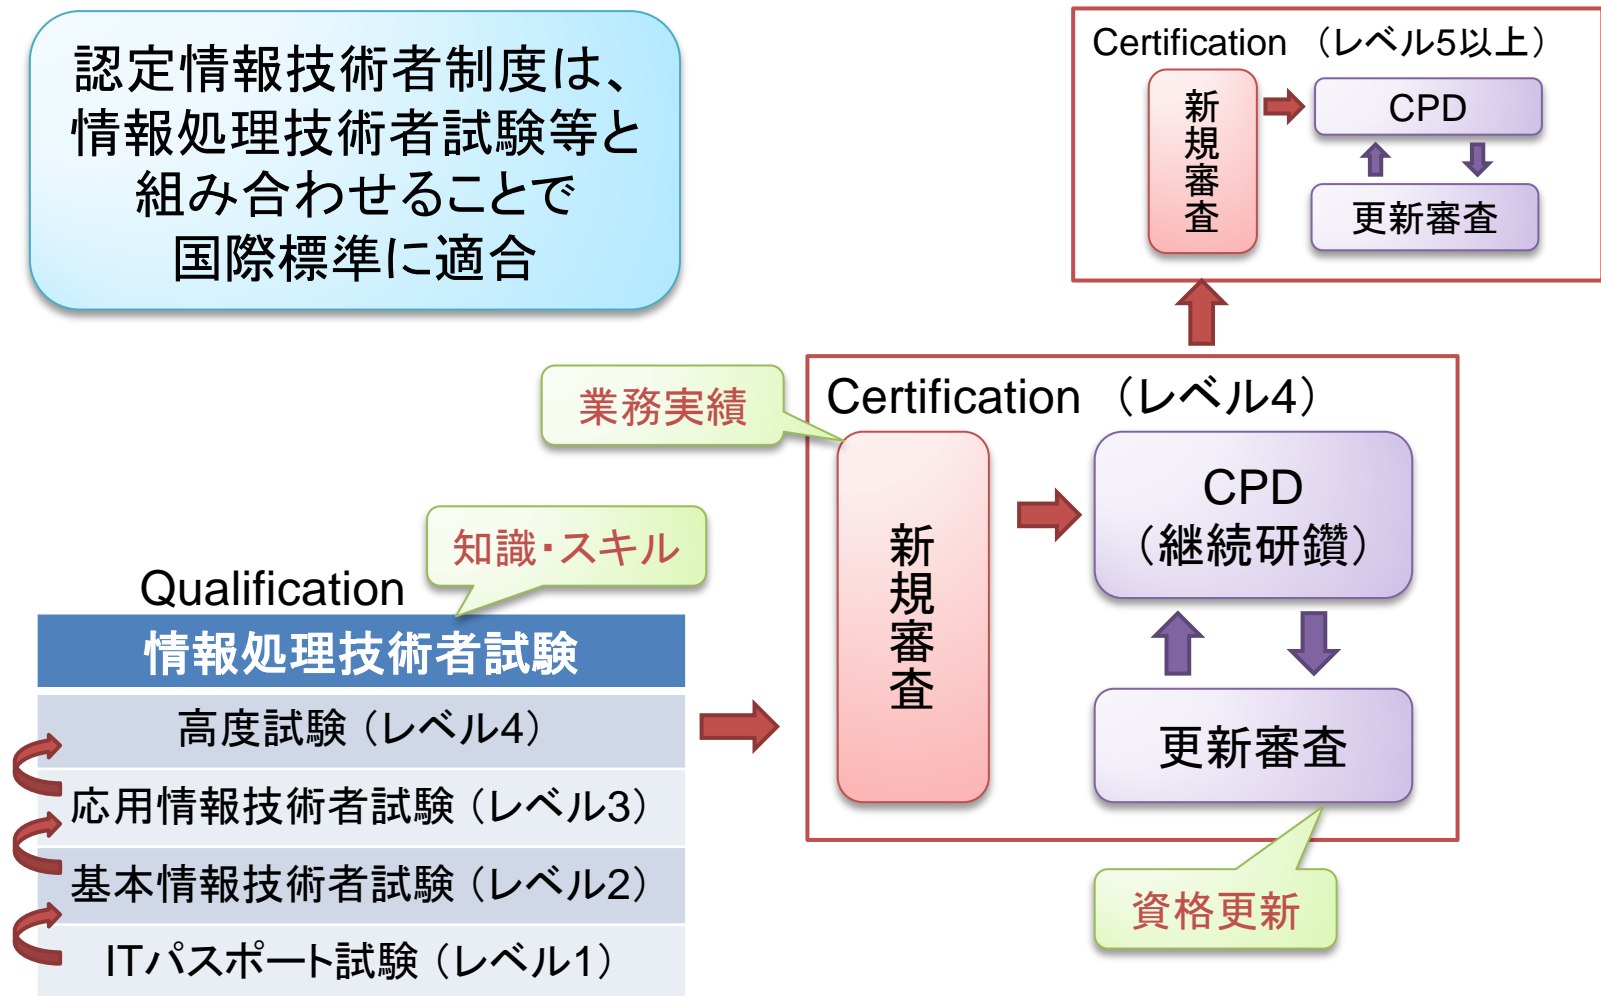 認定情報技術者制度は、
情報処理技術者試験等と
組み合わせることで
国際標準に適合
Certification （レベル5以上）
新規審査
CPD
更新審査
業務実績
Certification （レベル4）
新規審査
CPD
（継続研鑽）
更新審査
資格更新
知識・スキル
Qualification
情報処理技術者試験
高度試験（レベル4）
応用情報技術者試験（レベル3）
基本情報技術者試験（レベル2）
ITパスポート試験（レベル1）